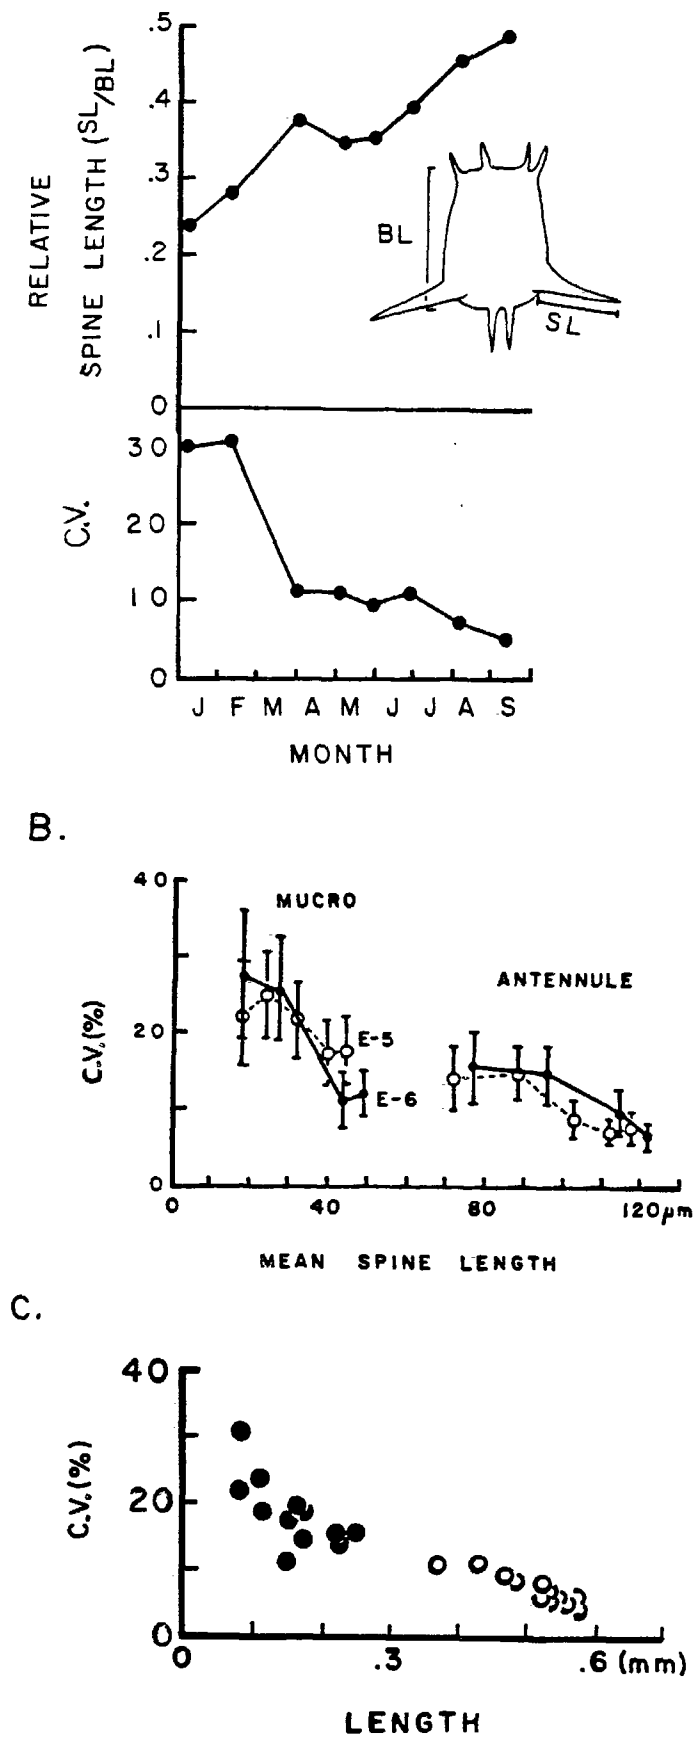 .5
.4
.3
.2
.1
0
RELATIVE
SPINE LENGTH (SL/BL)
BL
SL
30
20
10
0
C.V.
J F M A M J J A S
MONTH
B.
40
20
0
C.V.(%)
MUCRO
ANTENNULE
E-5
E-6
0 40 80 120μm
MEAN SPINE LENGTH
C.
40
20
0
C.V.(%)
0 .3 .6 (mm)
LENGTH